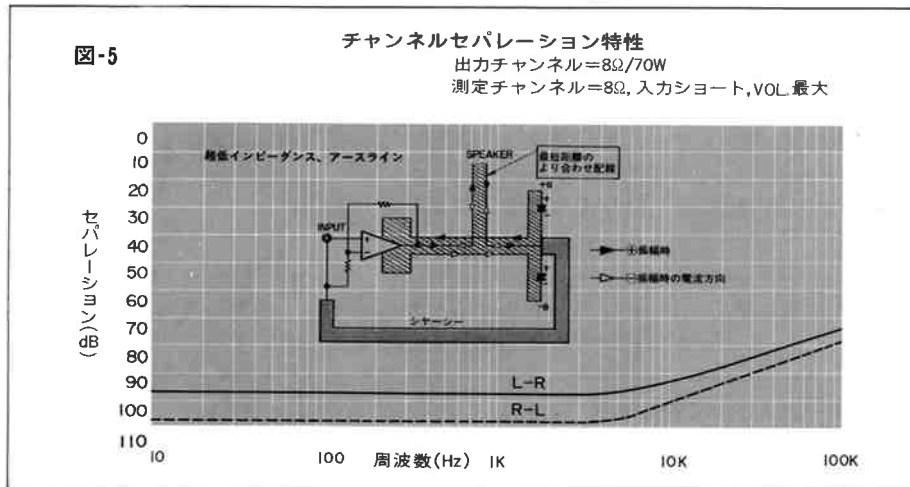 図-5
チャンネルセパレーション特性
出力チャンネル=8Ω/70W
測定チャンネル=8Ω, 入力ショート, VOL.最大
セパレーション(dB)
0
10
20
30
40
50
60
70
80
90
100
110
超低インピーダンス、アースライン
SPEAKER
最短距離の
より合わせ配線
+B
INPUT
⊕振幅時
⊖振幅時の電流方向
-B
シャーシー
L-R
R-L
10
100
周波数(Hz)
1K
10K
100K